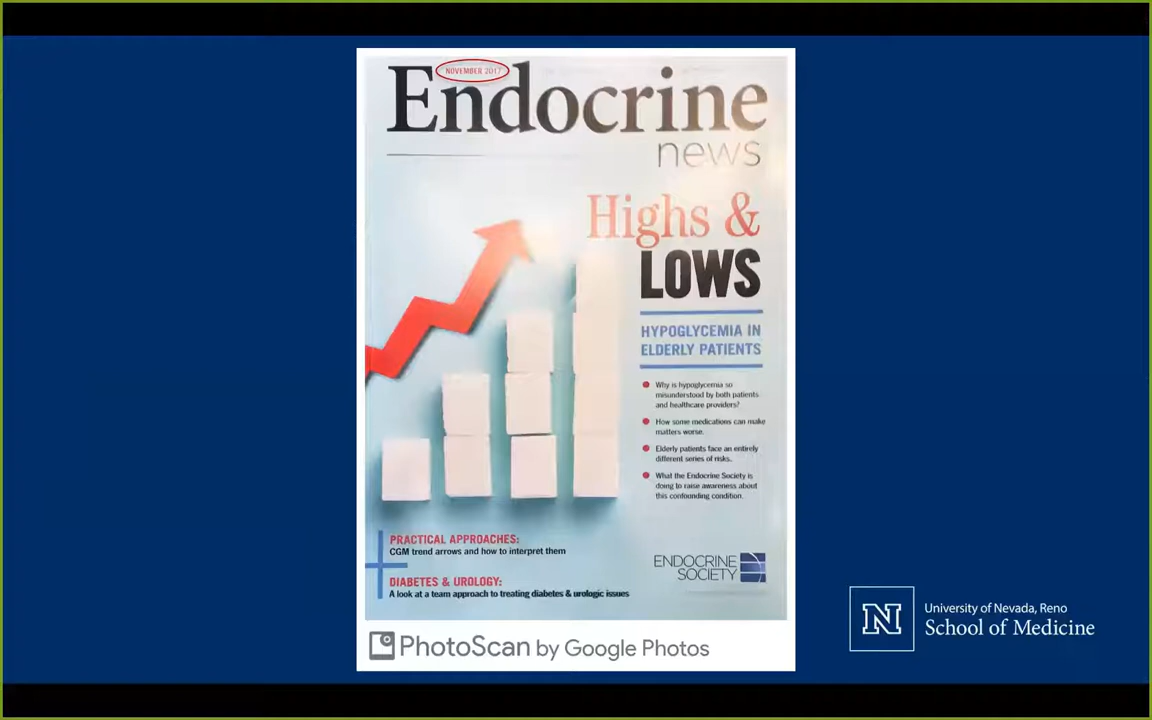 NOVEMBER 2017
Endocrine
news
Highs &
LOWS
HYPOGLYCEMIA IN
ELDERLY PATIENTS
Why is hypoglycemia so
misunderstood by both patients
and healthcare providers?
How some medications can make
matters worse.
Elderly patients face an entirely
different series of risks.
What the Endocrine Society is
doing to raise awareness about
this confounding condition.
PRACTICAL APPROACHES:
CGM trend arrows and how to interpret them
DIABETES & UROLOGY:
A look at a team approach to treating diabetes & urologic issues
ENDOCRINE
SOCIETY
PhotoScan by Google Photos
N
University of Nevada, Reno
School of Medicine